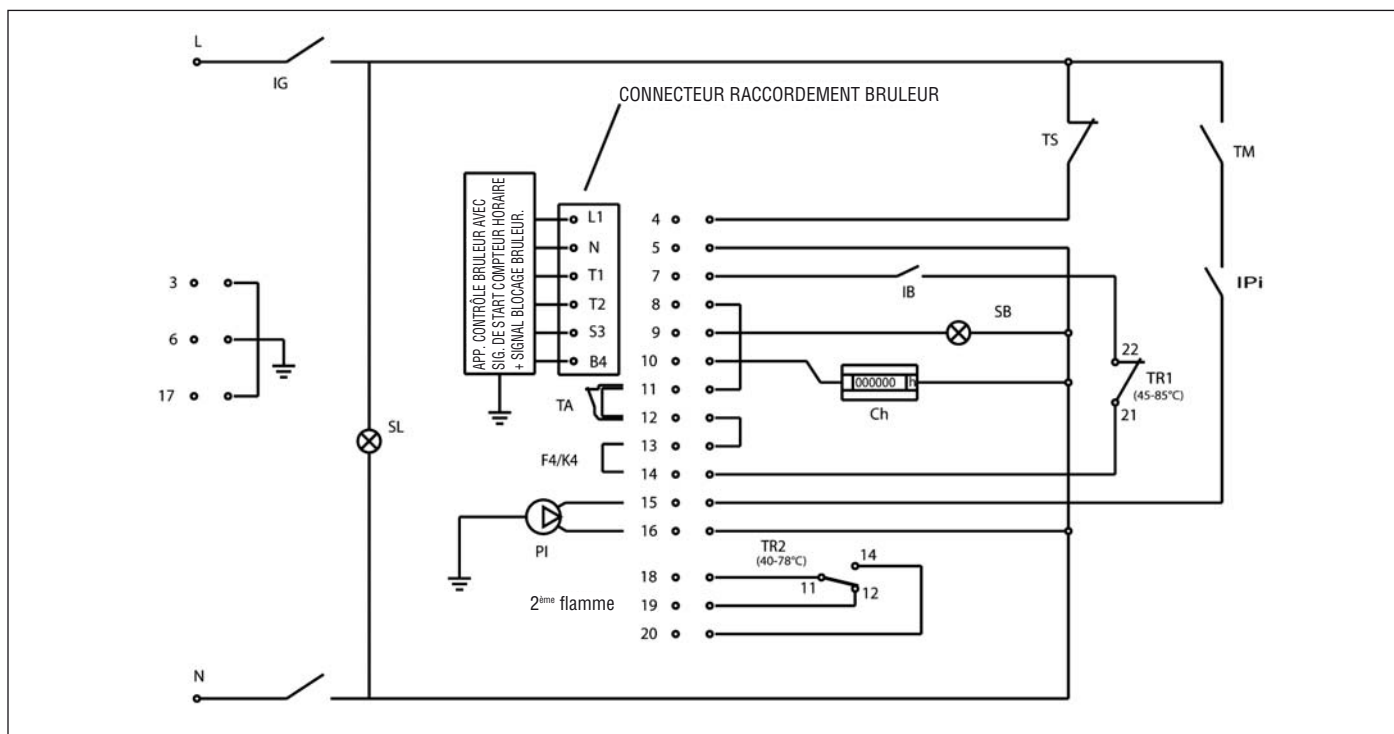 L
IG
CONNECTEUR RACCORDEMENT BRULEUR
TS
TM
APP. CONTRÔLE BRULEUR AVEC
SIG. DE START COMPTEUR HORAIRE
+ SIGNAL BLOCAGE BRULEUR.
L1
N
T1
T2
S3
B4
4
5
7
8
9
10
11
12
13
14
15
16
18
19
20
3
6
17
IB
IPi
SB
22
TR1
(45-85°C)
21
000000 h
Ch
TA
SL
F4/K4
PI
TR2
(40-78°C)
14
11
12
2ème flamme
N